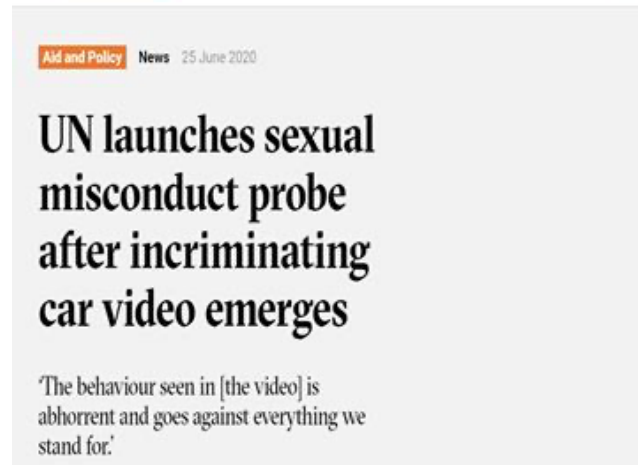 Aid and Policy News 25 June 2020
UN launches sexual
misconduct probe
after incriminating
car video emerges
‘The behaviour seen in [the video] is
abhorrent and goes against everything we
stand for.’